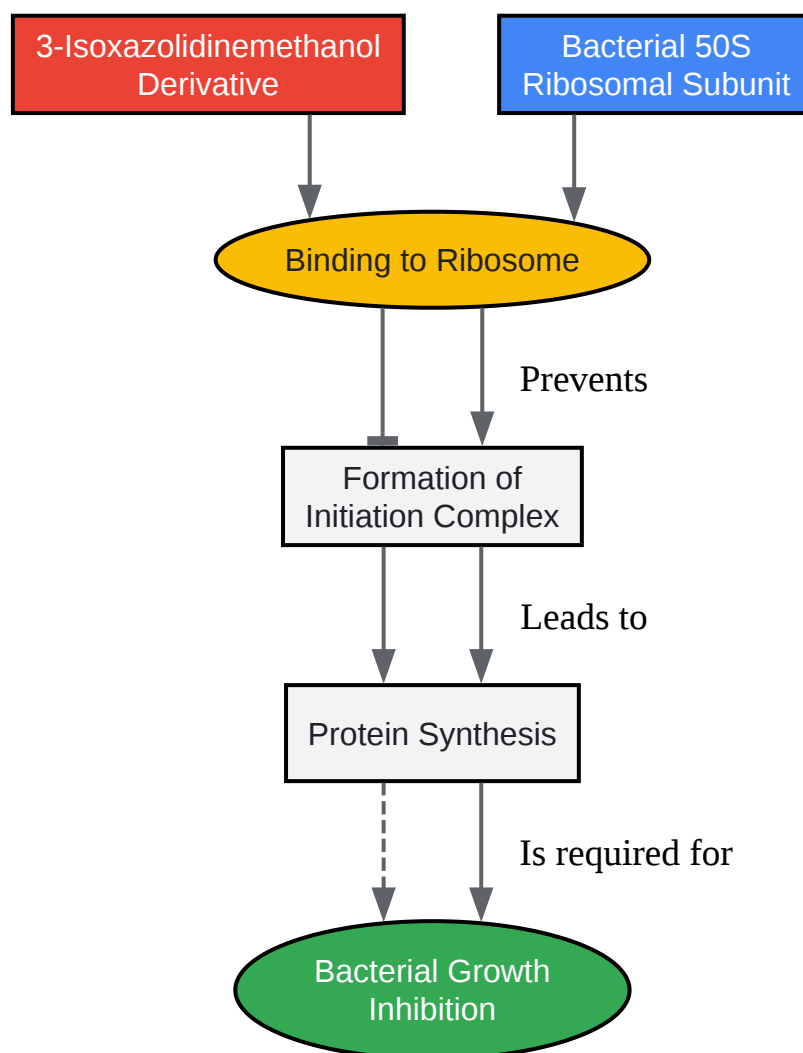 3-Isoxazolidinemethanol
Derivative
Bacterial 50S
Ribosomal Subunit
Binding to Ribosome
Prevents
Formation of
Initiation Complex
Leads to
Protein Synthesis
Is required for
Bacterial Growth
Inhibition